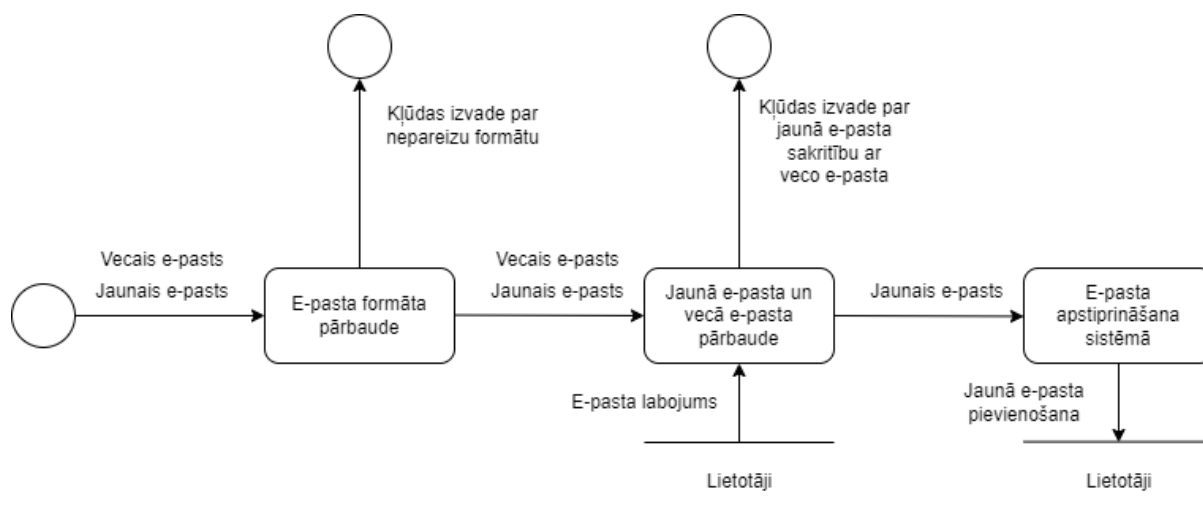 Kļūdas izvade par
nepareizu formātu
Kļūdas izvade par
jaunā e-pasta
sakritību ar
veco e-pasta
Vecais e-pasts
Jaunais e-pasts
E-pasta formāta
pārbaude
Vecais e-pasts
Jaunais e-pasts
Jaunā e-pasta un
vecā e-pasta
pārbaude
Jaunais e-pasts
E-pasta
apstiprināšana
sistēmā
E-pasta labojums
Jaunā e-pasta
pievienošana
Lietotāji
Lietotāji